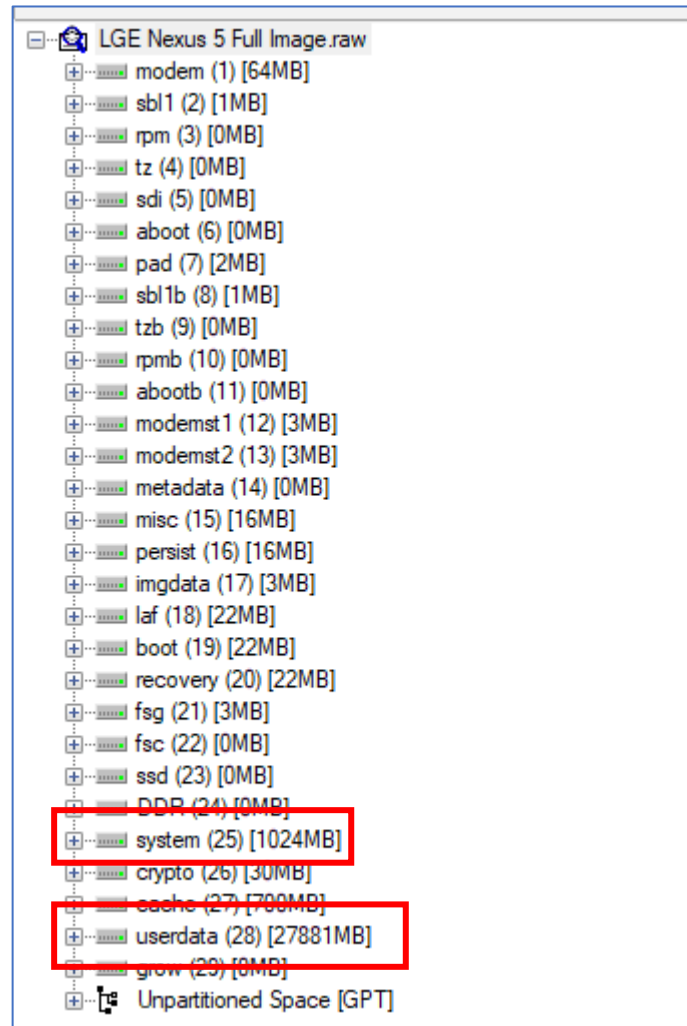 LGE Nexus 5 Full Image.raw
modem (1) [64MB]
sbl1 (2) [1MB]
rpm (3) [0MB]
tz (4) [0MB]
sdi (5) [0MB]
aboot (6) [0MB]
pad (7) [2MB]
sbl1b (8) [1MB]
tzb (9) [0MB]
rpmb (10) [0MB]
abootb (11) [0MB]
modemst1 (12) [3MB]
modemst2 (13) [3MB]
metadata (14) [0MB]
misc (15) [16MB]
persist (16) [16MB]
imgdata (17) [3MB]
laf (18) [22MB]
boot (19) [22MB]
recovery (20) [22MB]
fsg (21) [3MB]
fsc (22) [0MB]
ssd (23) [0MB]
DDR (24) [0MB]
system (25) [1024MB]
crypto (26) [30MB]
cache (27) [700MB]
userdata (28) [27881MB]
grow (29) [0MB]
Unpartitioned Space [GPT]